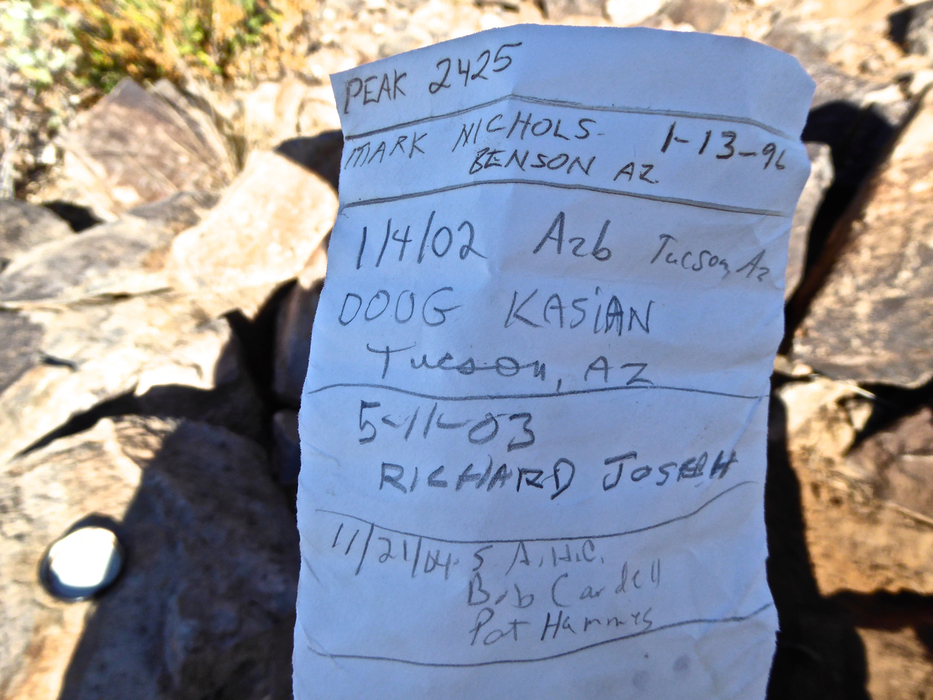 PEAK 2425
MARK NICHOLS 1-13-96
BENSON AZ
1/4/02 Azb Tucson, Az
DOUG KASiAN
Tucson, AZ
5-11-03
RICHARD JOSEPH
11/21/04 S A.H.C.
Bob Cardell
Pat Hammes